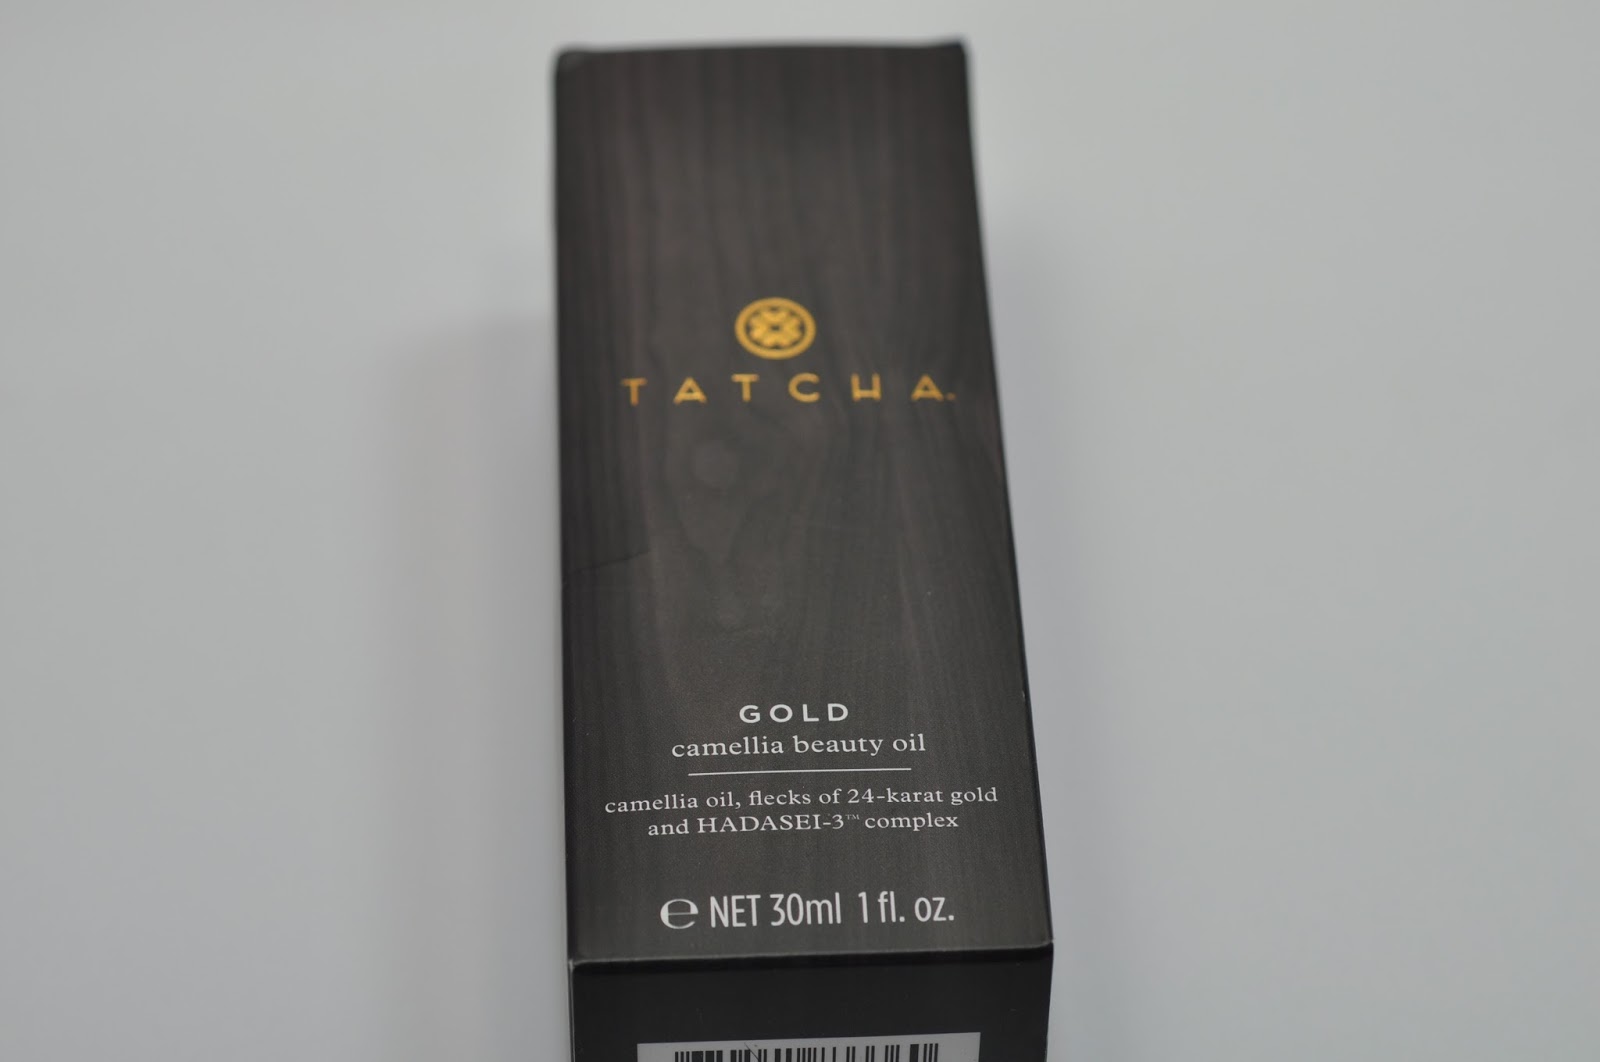 TATCHA.
GOLD
camellia beauty oil
camellia oil, flecks of 24-karat gold
and HADASEI-3™ complex
℮ NET 30ml 1 fl. oz.